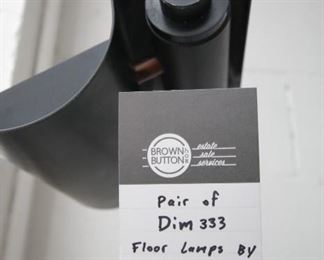 BROWN
BUTTON
estate
sale
services
Pair of
Dim 333
Floor Lamps By